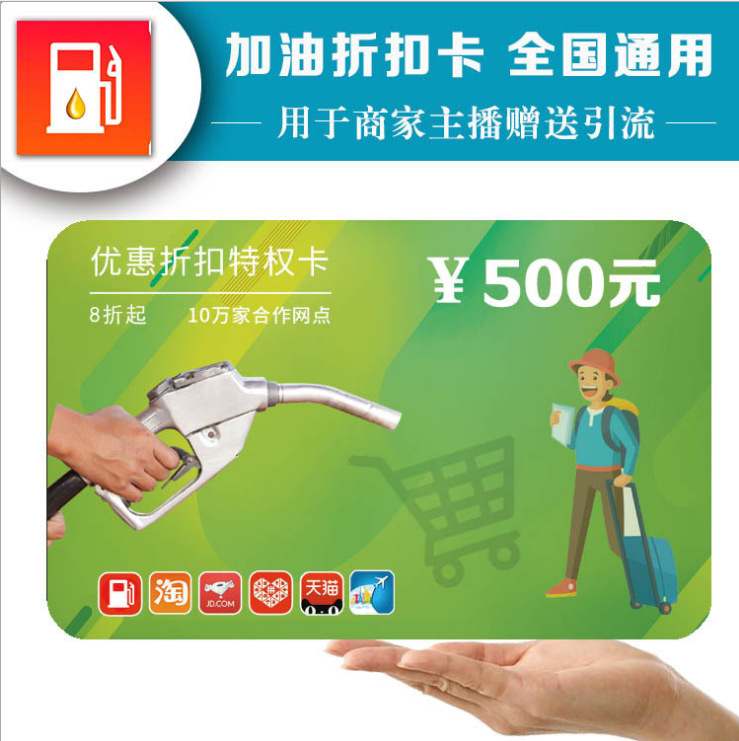 加油折扣卡 全国通用
用于商家主播赠送引流
优惠折扣特权卡
¥500元
8折起 10万家合作网点
淘
JD.COM
拼
天猫